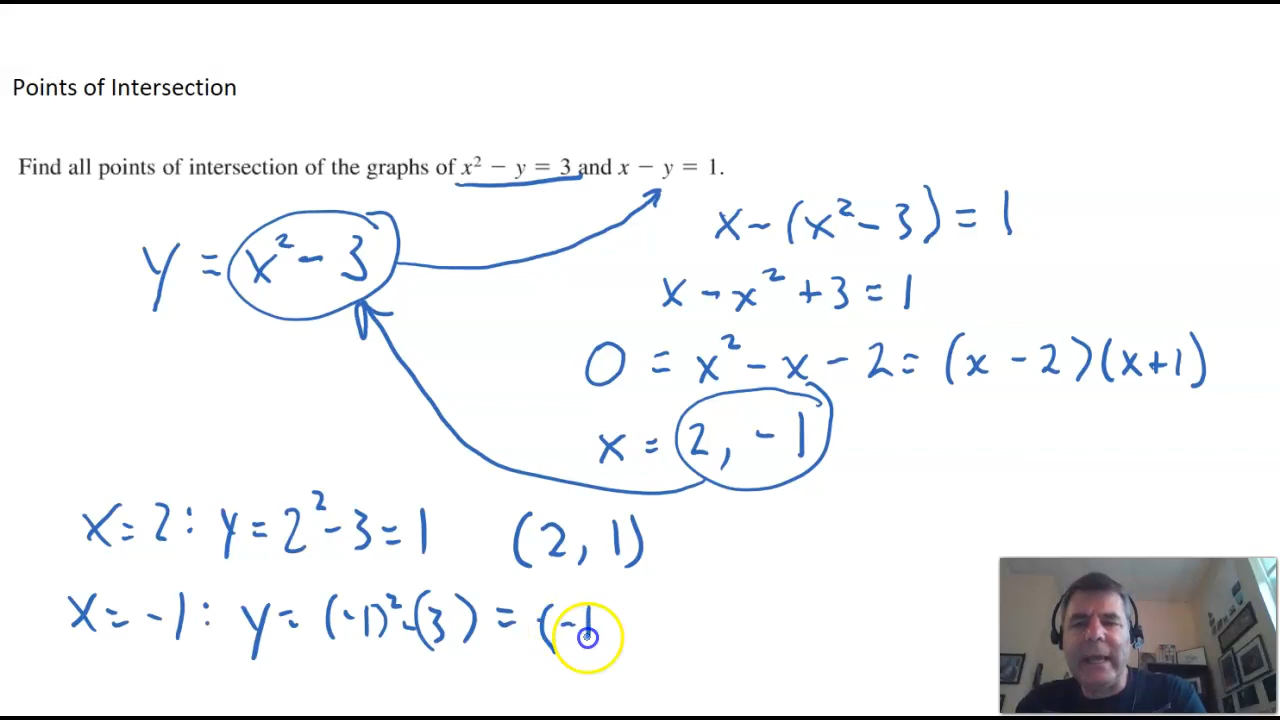 Points of Intersection
Find all points of intersection of the graphs of x² − y = 3 and x − y = 1.
x - (x² - 3) = 1
y = x² - 3
x - x² + 3 = 1
0 = x² - x - 2 = (x - 2)(x + 1)
x = 2, -1
x = 2 : y = 2² - 3 = 1 (2, 1)
x = -1 : y = (-1)² - (3) = (-1